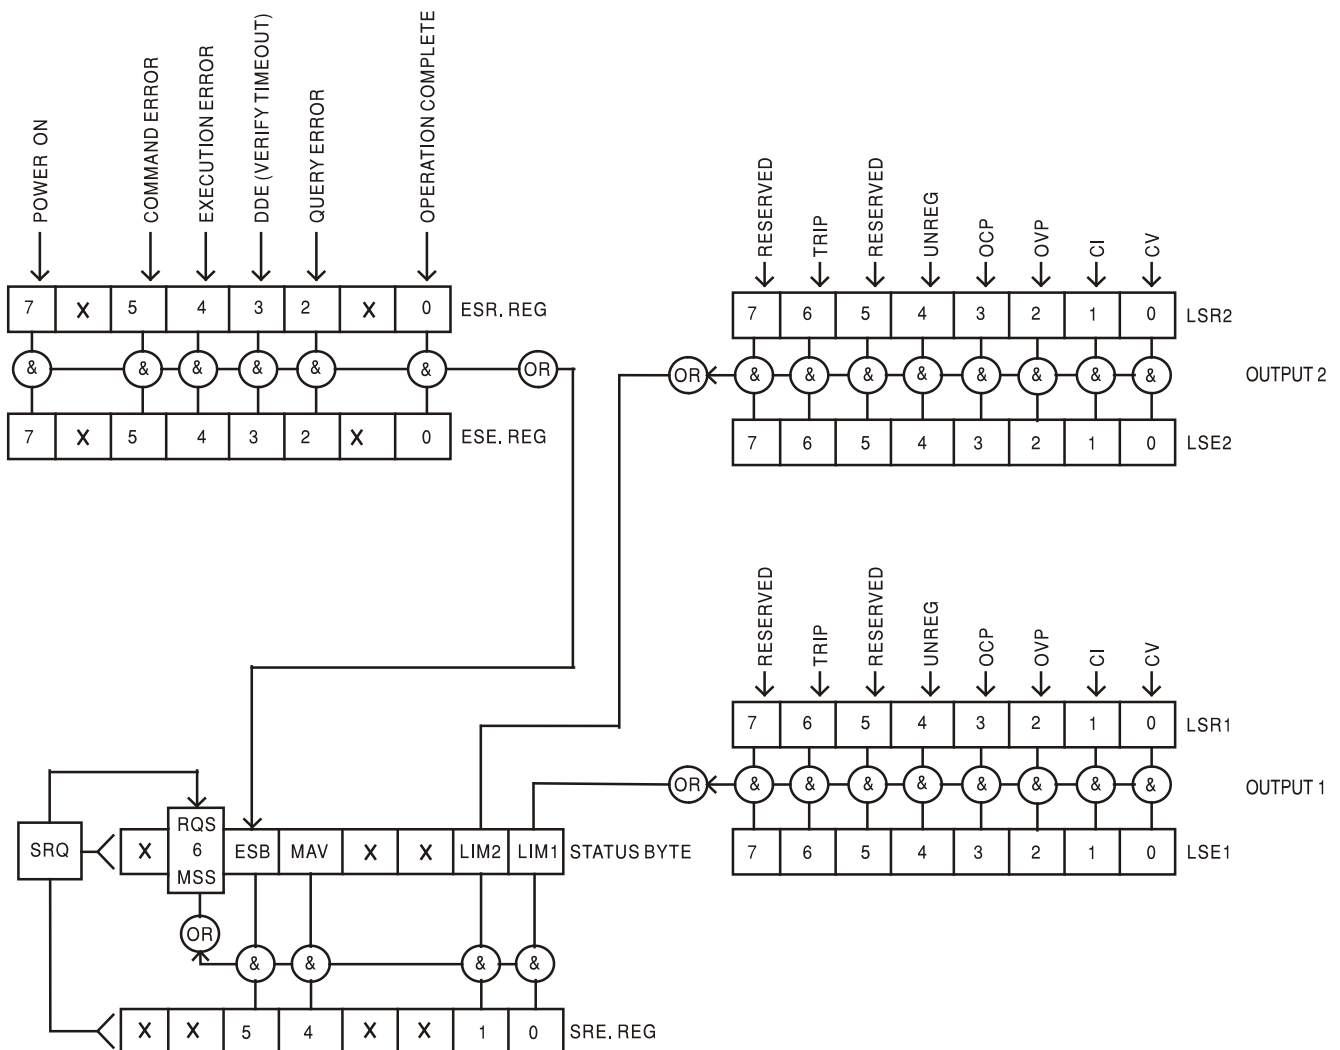 POWER ON
COMMAND ERROR
EXECUTION ERROR
DDE (VERIFY TIMEOUT)
QUERY ERROR
OPERATION COMPLETE
7 X 5 4 3 2 X 0 ESR. REG
& & & & & & OR
7 X 5 4 3 2 X 0 ESE. REG
RESERVED
TRIP
RESERVED
UNREG
OCP
OVP
CI
CV
7 6 5 4 3 2 1 0 LSR2
OR & & & & & & & & OUTPUT 2
7 6 5 4 3 2 1 0 LSE2
RESERVED
TRIP
RESERVED
UNREG
OCP
OVP
CI
CV
7 6 5 4 3 2 1 0 LSR1
OR & & & & & & & & OUTPUT 1
7 6 5 4 3 2 1 0 LSE1
SRQ
X RQS 6 MSS ESB MAV X X LIM2 LIM1 STATUS BYTE
OR
& & & &
X X 5 4 X X 1 0 SRE. REG